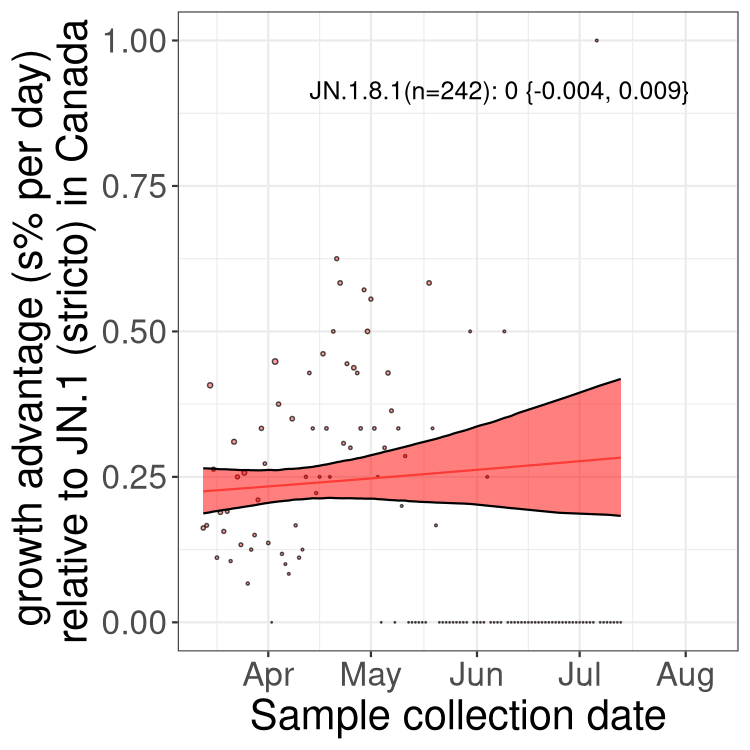 growth advantage (s% per day)
relative to JN.1 (stricto) in Canada
1.00
0.75
0.50
0.25
0.00
JN.1.8.1(n=242): 0 {-0.004, 0.009}
Apr May Jun Jul Aug
Sample collection date